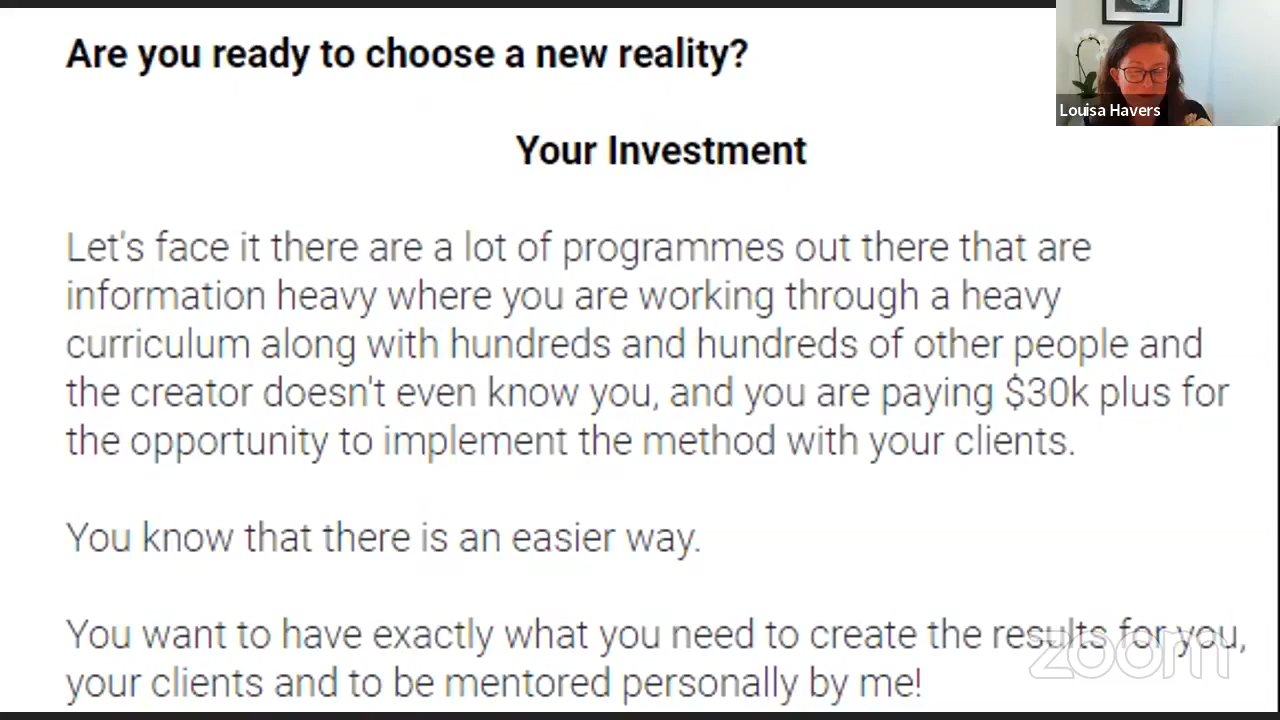 Are you ready to choose a new reality?
Louisa Havers
Your Investment
Let's face it there are a lot of programmes out there that are
information heavy where you are working through a heavy
curriculum along with hundreds and hundreds of other people and
the creator doesn't even know you, and you are paying $30k plus for
the opportunity to implement the method with your clients.
You know that there is an easier way.
You want to have exactly what you need to create the results for you,
your clients and to be mentored personally by me!
zoom